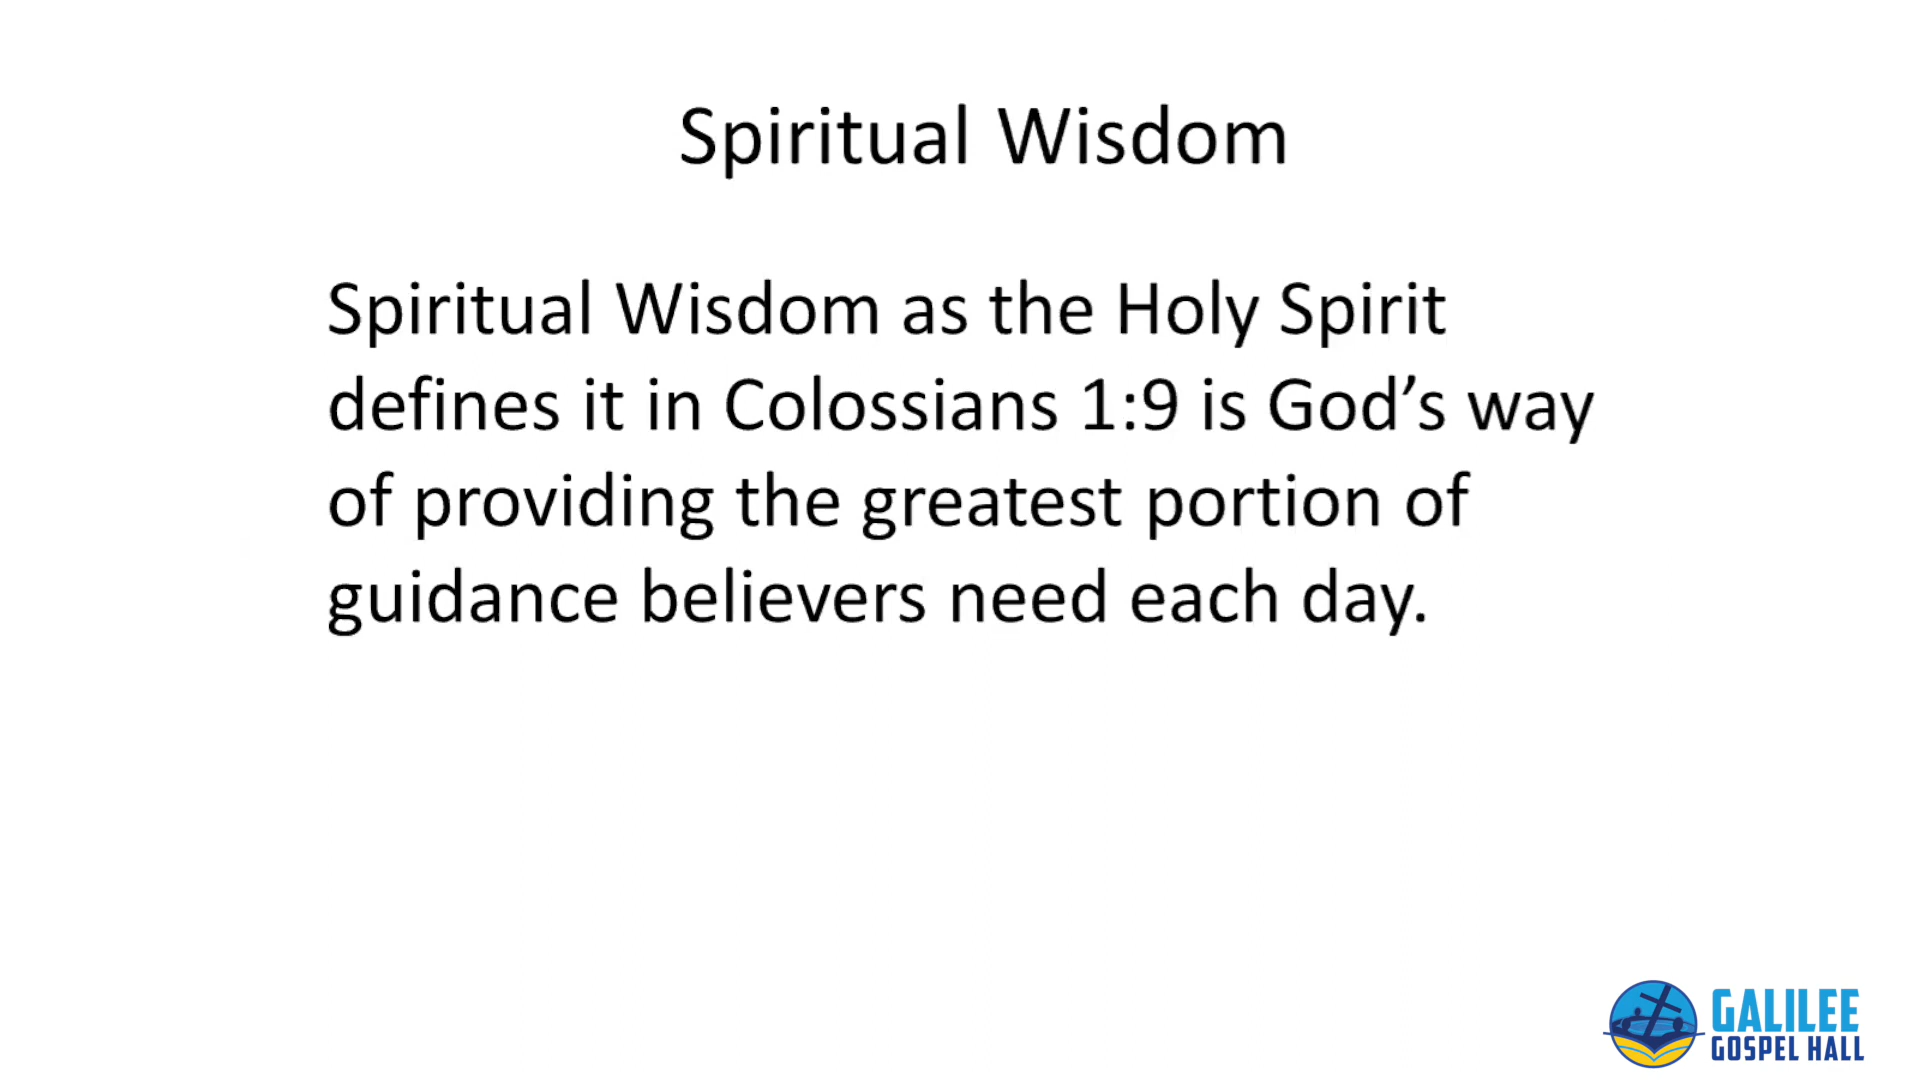 Spiritual Wisdom
Spiritual Wisdom as the Holy Spirit
defines it in Colossians 1:9 is God’s way
of providing the greatest portion of
guidance believers need each day.
GALILEE
GOSPEL HALL